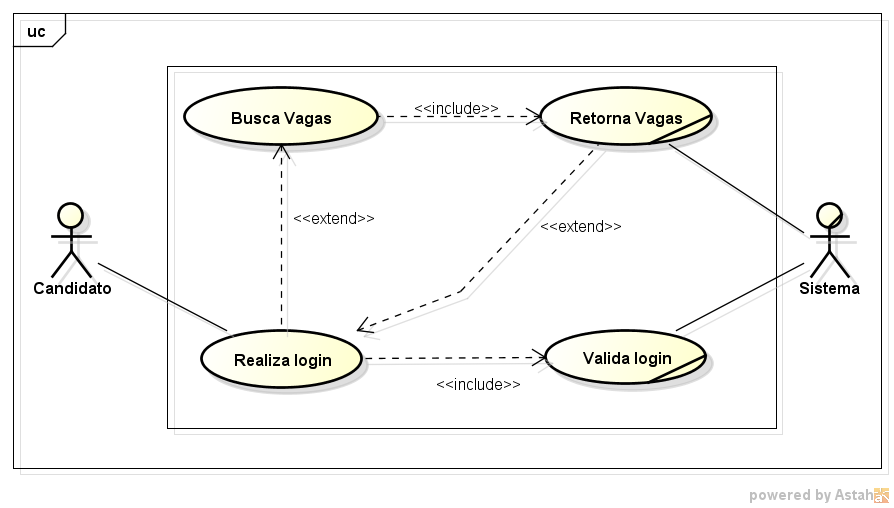 uc
Busca Vagas
<<include>>
Retorna Vagas
<<extend>>
<<extend>>
Candidato
Sistema
Realiza login
Valida login
<<include>>
powered by Astah